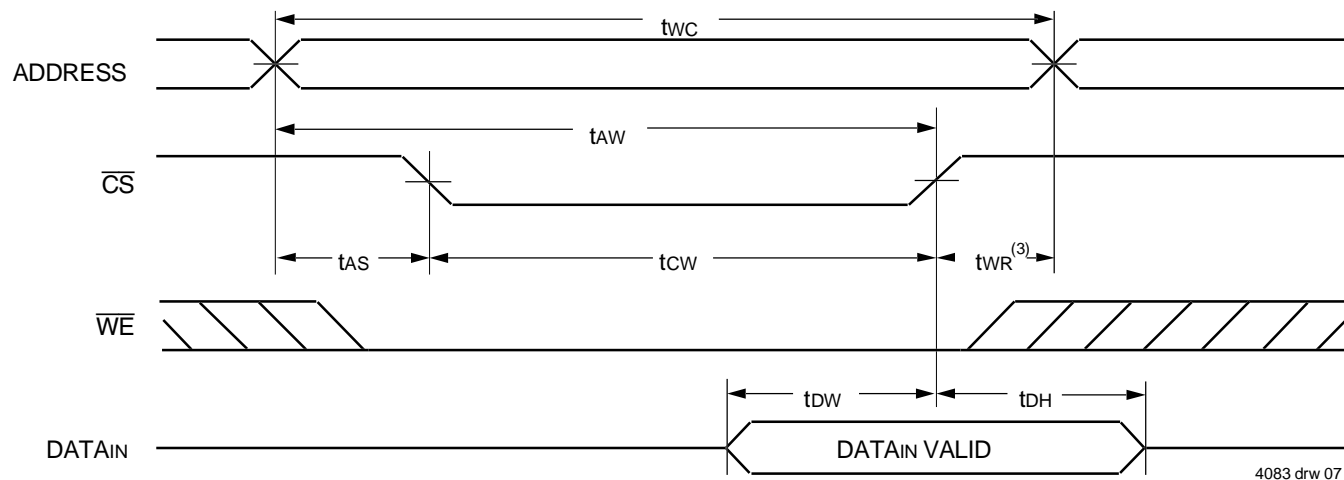 tWC
ADDRESS
tAW
CS
tAS
tCW
tWR(3)
WE
tDW
tDH
DATAIN
DATAIN VALID
4083 drw 07